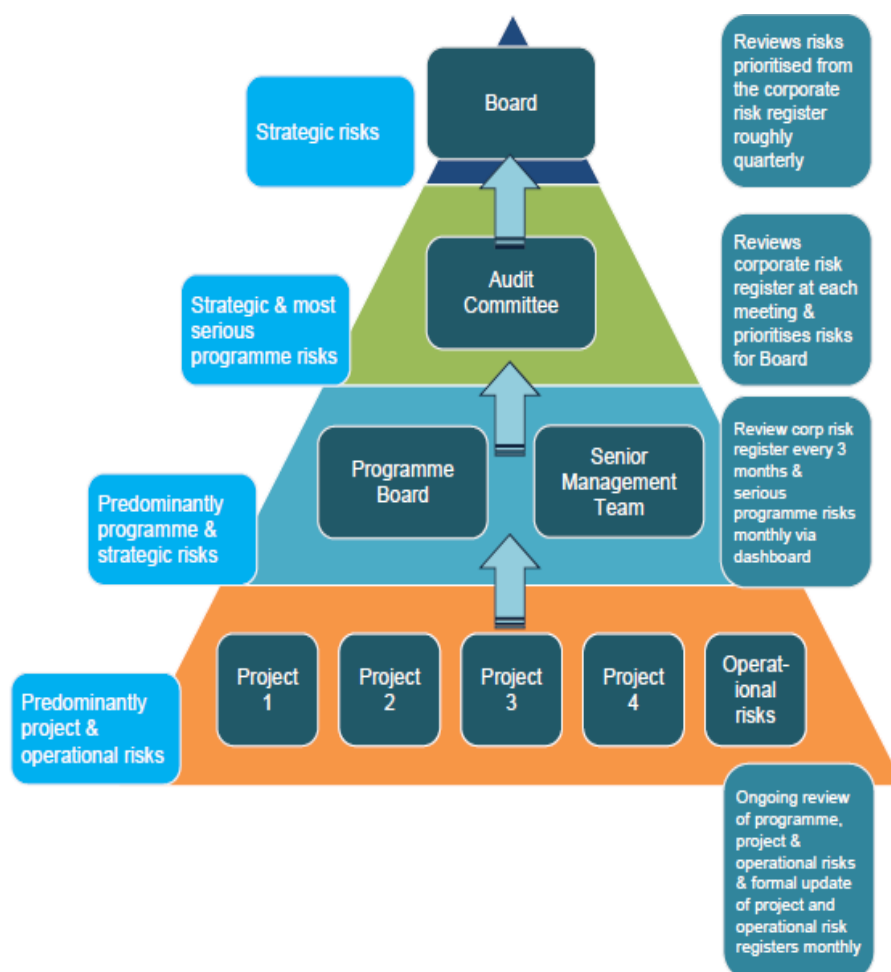 Board
Strategic risks
Reviews risks
prioritised from
the corporate
risk register
roughly
quarterly
Audit
Committee
Strategic & most
serious
programme risks
Reviews
corporate risk
register at each
meeting &
prioritises risks
for Board
Programme
Board
Senior
Management
Team
Predominantly
programme &
strategic risks
Review corp risk
register every 3
months &
serious
programme risks
monthly via
dashboard
Project
1
Project
2
Project
3
Project
4
Operat-
ional
risks
Predominantly
project &
operational risks
Ongoing review
of programme,
project &
operational risks
& formal update
of project and
operational risk
registers monthly